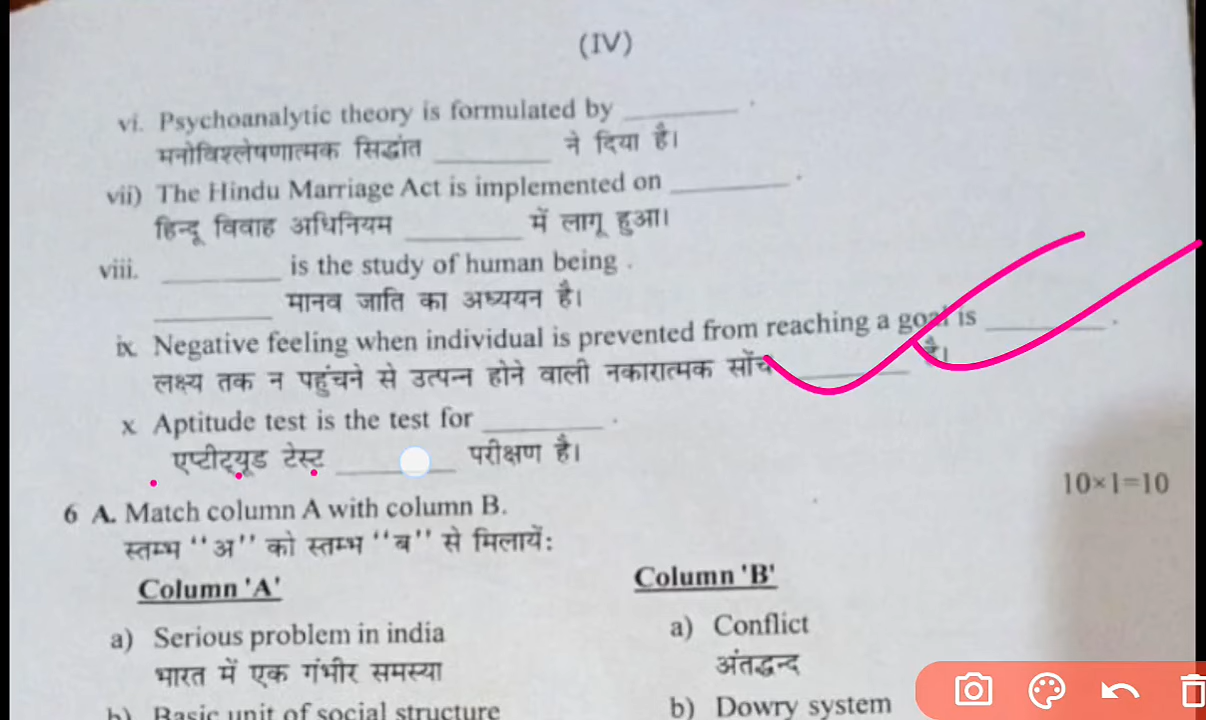 (IV)
vi. Psychoanalytic theory is formulated by ________ .
मनोविश्लेषणात्मक सिद्धांत ________ ने दिया है।
vii) The Hindu Marriage Act is implemented on ________ .
हिन्दू विवाह अधिनियम ________ में लागू हुआ।
viii. ________ is the study of human being .
________ मानव जाति का अध्ययन है।
ix. Negative feeling when individual is prevented from reaching a goal is ________ .
लक्ष्य तक न पहुंचने से उत्पन्न होने वाली नकारात्मक सोंच ________ है।
x Aptitude test is the test for ________ .
एप्टीट्यूड टेस्ट ________ परीक्षण है।
10×1=10
6 A. Match column A with column B.
स्तम्भ "अ" को स्तम्भ "ब" से मिलायें:
Column 'A' Column 'B'
a) Serious problem in india a) Conflict
भारत में एक गंभीर समस्या अंतद्वन्द
b) Basic unit of social structure b) Dowry system